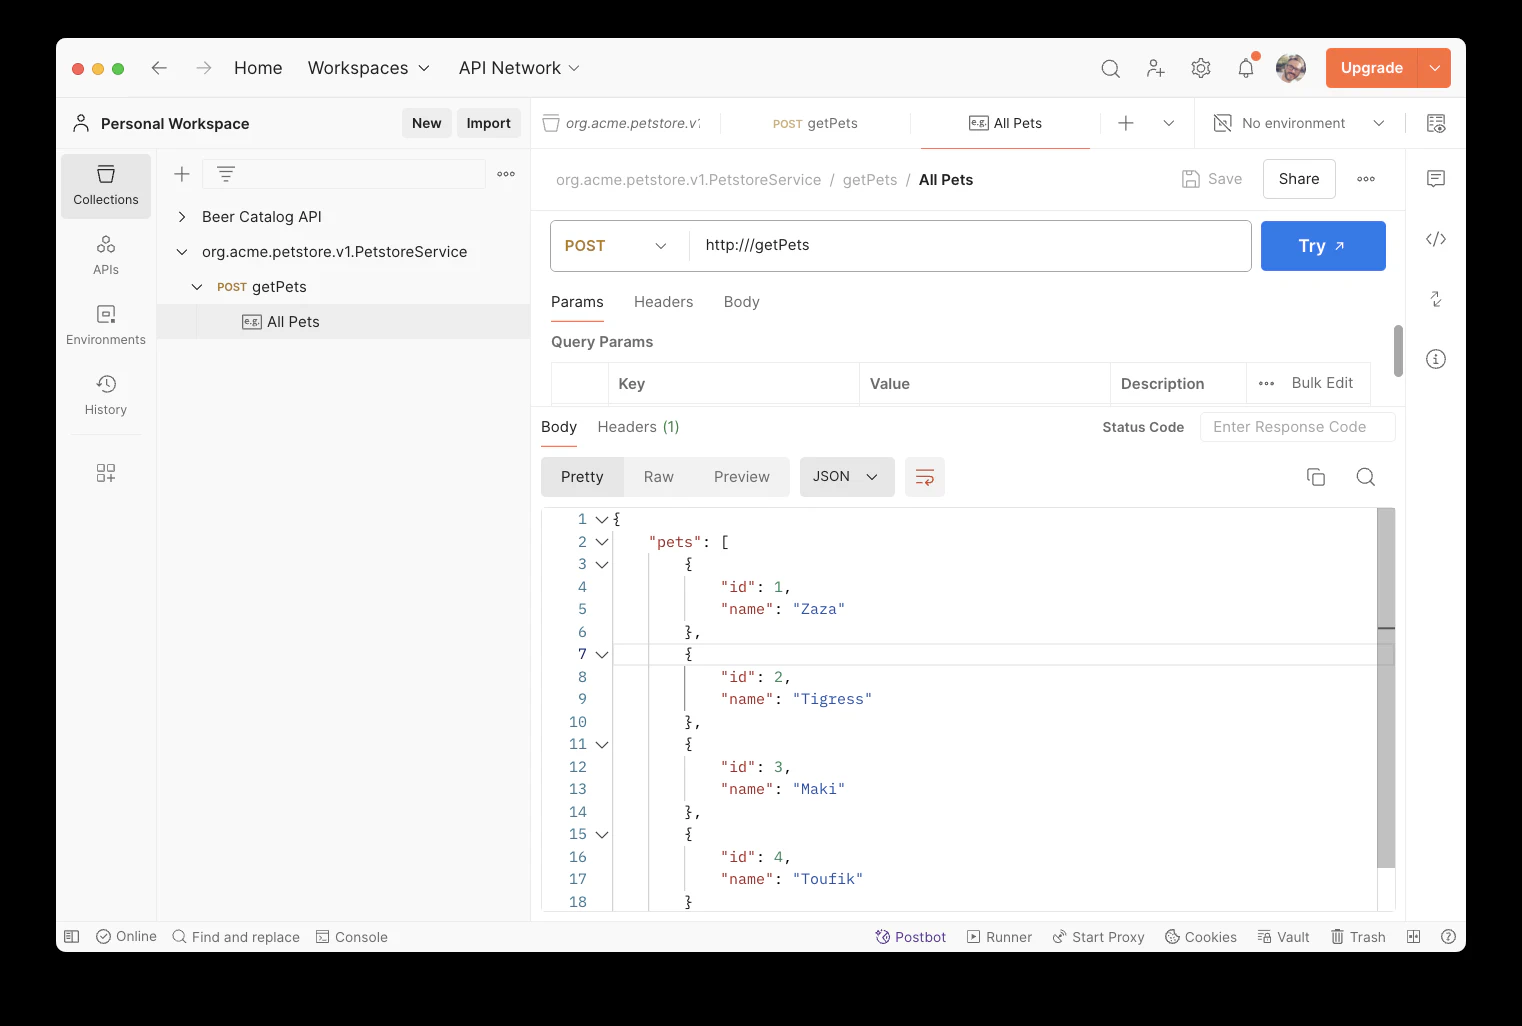 Home Workspaces API Network Upgrade
Personal Workspace New Import
org.acme.petstore.v1 POST getPets e.g. All Pets No environment
Collections
APIs
Environments
History
Beer Catalog API
org.acme.petstore.v1.PetstoreService
POST getPets
e.g. All Pets
org.acme.petstore.v1.PetstoreService / getPets / All Pets Save Share
POST http:///getPets Try
Params Headers Body
Query Params
Key Value Description Bulk Edit
Body Headers (1) Status Code Enter Response Code
Pretty Raw Preview JSON
1 {
2 "pets": [
3 {
4 "id": 1,
5 "name": "Zaza"
6 },
7 {
8 "id": 2,
9 "name": "Tigress"
10 },
11 {
12 "id": 3,
13 "name": "Maki"
14 },
15 {
16 "id": 4,
17 "name": "Toufik"
18 }
Online Find and replace Console Postbot Runner Start Proxy Cookies Vault Trash